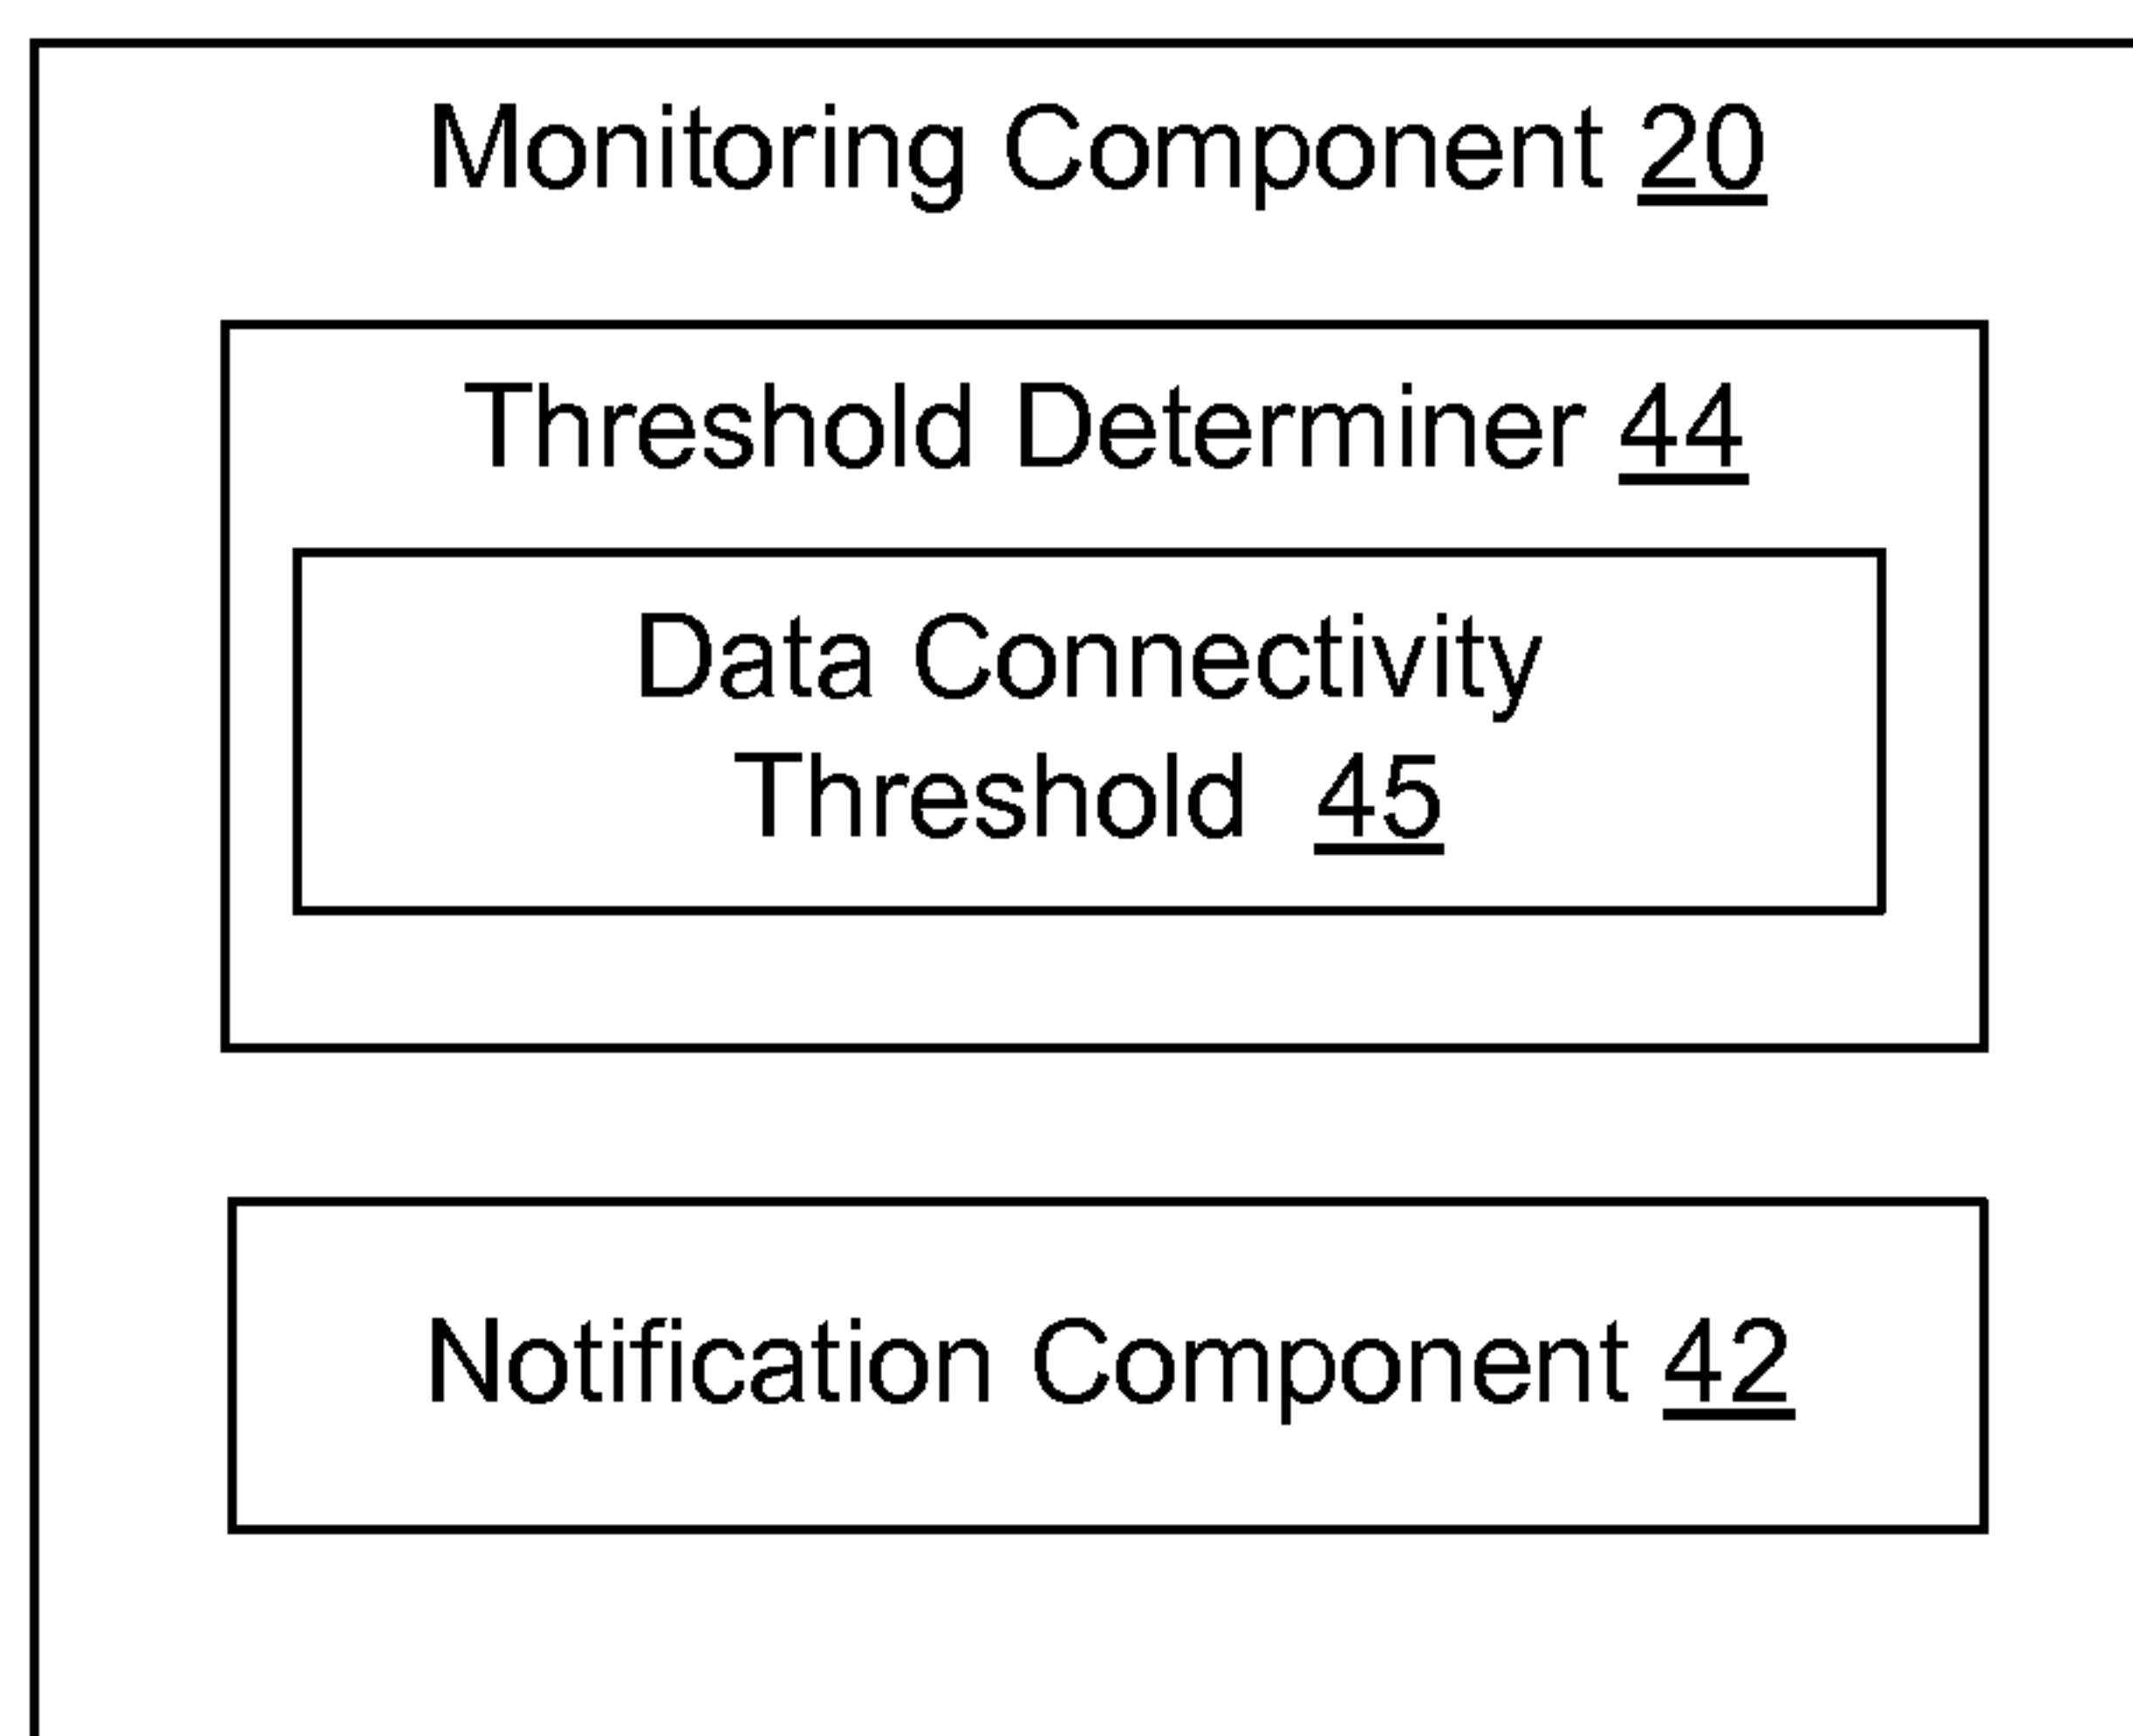 Monitoring Component 20
Threshold Determiner 44
Data Connectivity
Threshold 45
Notification Component 42